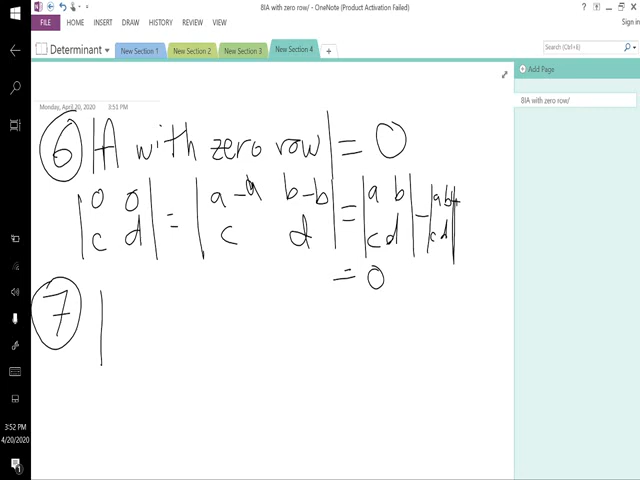 8IA with zero row/ - OneNote (Product Activation Failed)
FILE HOME INSERT DRAW HISTORY REVIEW VIEW
Sign in
Determinant New Section 1 New Section 2 New Section 3 New Section 4 +
Search (Ctrl+E)
Add Page
8IA with zero row/
Monday, April 20, 2020 3:51 PM
6 |A with zero row| = 0
|0 0| = |a-a b-b| = |a b| - |a b|
|c d| |c d| |c d| |c d|
= 0
7 |
3:52 PM
4/20/2020